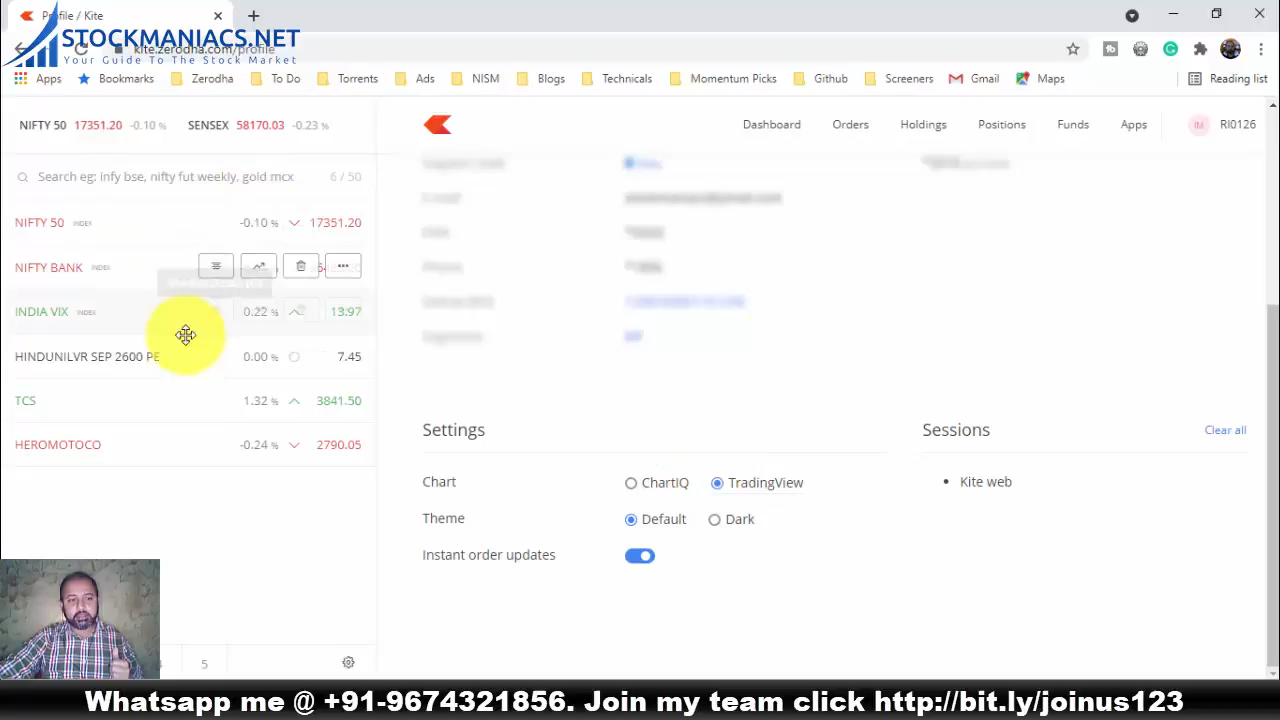 Profile / Kite
STOCKMANIACS.NET
Your Guide To The Stock Market
kite.zerodha.com/profile
Apps
Bookmarks
Zerodha
To Do
Torrents
Ads
NISM
Blogs
Technicals
Momentum Picks
Github
Screeners
Gmail
Maps
Reading list
NIFTY 50 17351.20 -0.10 % SENSEX 58170.03 -0.23 %
Dashboard
Orders
Holdings
Positions
Funds
Apps
IM
RI0126
Search eg: infy bse, nifty fut weekly, gold mcx 6 / 50
NIFTY 50 INDEX -0.10 % 17351.20
NIFTY BANK INDEX
INDIA VIX INDEX 0.22 % 13.97
HINDUNILVR SEP 2600 PE 0.00 % 7.45
TCS 1.32 % 3841.50
HEROMOTOCO -0.24 % 2790.05
5
Settings
Chart ChartIQ TradingView
Theme Default Dark
Instant order updates
Sessions Clear all
Kite web
Whatsapp me @ +91-9674321856. Join my team click http://bit.ly/joinus123